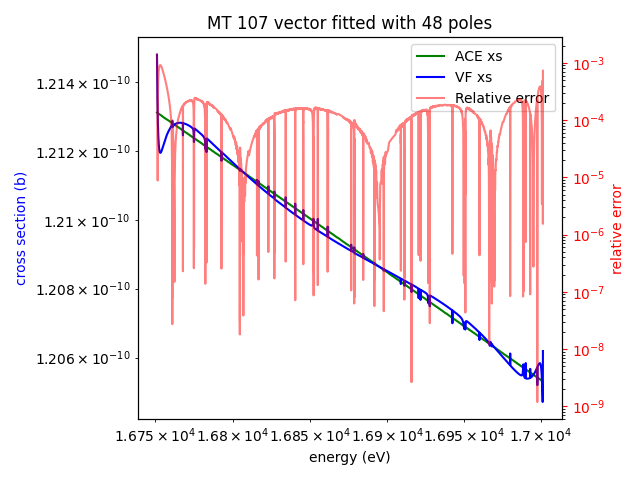 MT 107 vector fitted with 48 poles
ACE xs
VF xs
Relative error
1.214 × 10⁻¹⁰
1.212 × 10⁻¹⁰
1.21 × 10⁻¹⁰
1.208 × 10⁻¹⁰
1.206 × 10⁻¹⁰
cross section (b)
10⁻³
10⁻⁴
10⁻⁵
10⁻⁶
10⁻⁷
10⁻⁸
10⁻⁹
relative error
1.675 × 10⁴ 1.68 × 10⁴ 1.685 × 10⁴ 1.69 × 10⁴ 1.695 × 10⁴ 1.7 × 10⁴
energy (eV)